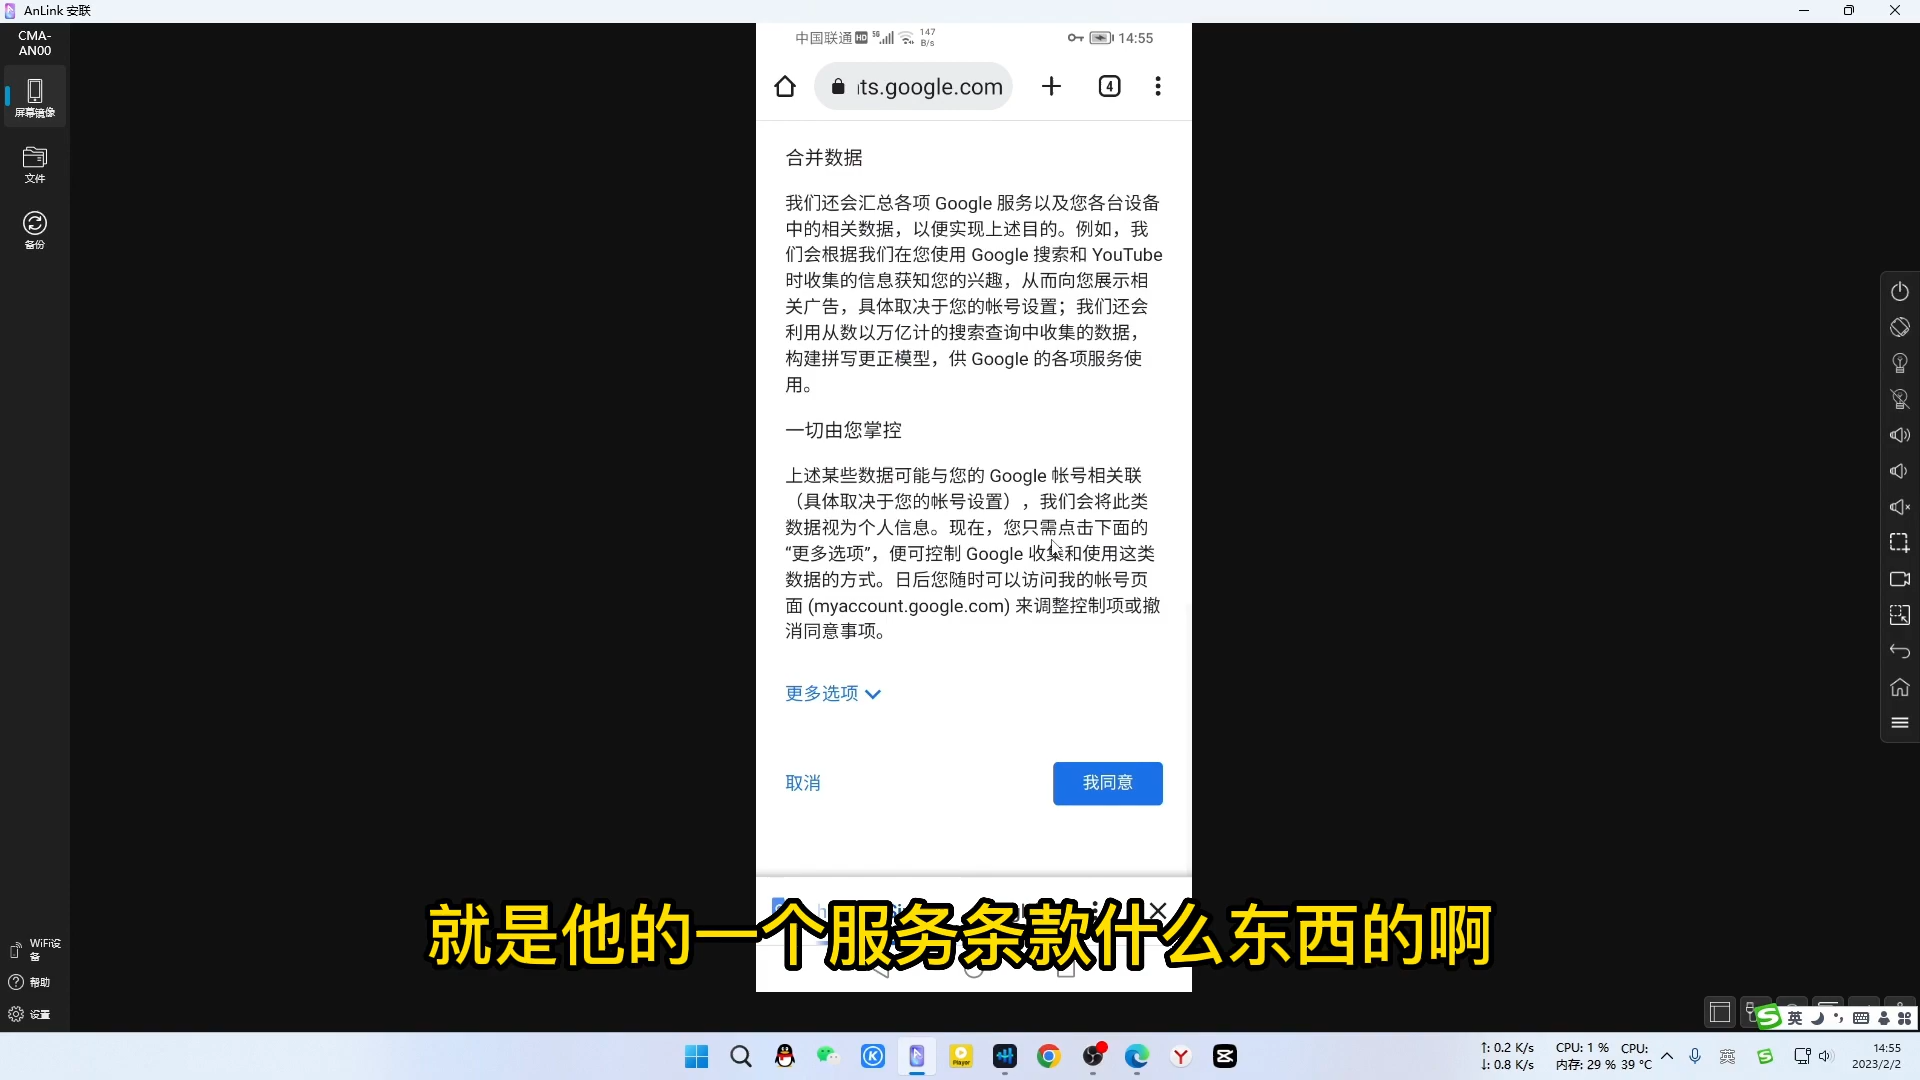 AnLink 安联
CMA-
AN00
屏幕镜像
文件
备份
WiFi设
备
帮助
设置
中国联通 HD 5G 147
B/s
14:55
ıts.google.com
4
合并数据
我们还会汇总各项 Google 服务以及您各台设备
中的相关数据，以便实现上述目的。例如，我
们会根据我们在您使用 Google 搜索和 YouTube
时收集的信息获知您的兴趣，从而向您展示相
关广告，具体取决于您的帐号设置；我们还会
利用从数以万亿计的搜索查询中收集的数据，
构建拼写更正模型，供 Google 的各项服务使
用。
一切由您掌控
上述某些数据可能与您的 Google 帐号相关联
（具体取决于您的帐号设置），我们会将此类
数据视为个人信息。现在，您只需点击下面的
“更多选项”，便可控制 Google 收集和使用这类
数据的方式。日后您随时可以访问我的帐号页
面 (myaccount.google.com) 来调整控制项或撤
消同意事项。
更多选项
取消
我同意
就是他的一个服务条款什么东西的啊
英
Player
↑: 0.2 K/s
↓: 0.8 K/s
CPU: 1 % CPU:
内存: 29 % 39 °C
英
14:55
2023/2/2